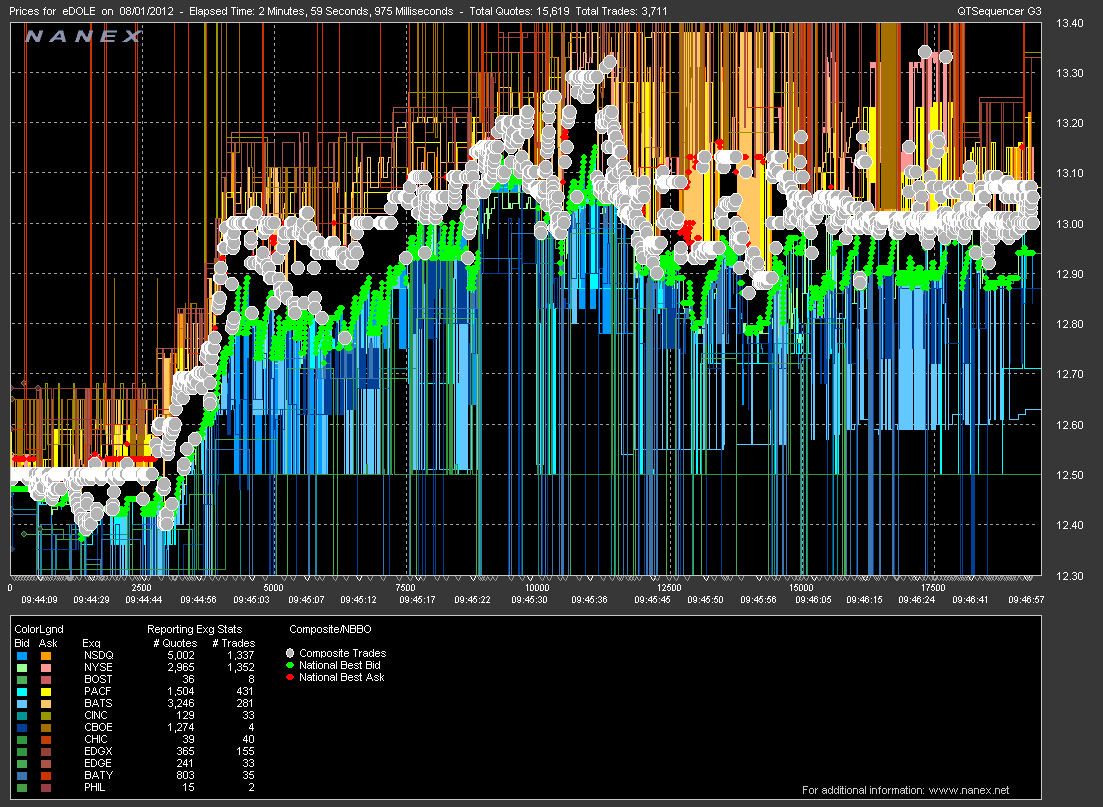 Prices for eDOLE on 08/01/2012 - Elapsed Time: 2 Minutes, 59 Seconds, 975 Milliseconds - Total Quotes: 15,619 Total Trades: 3,711 QTSequencer G3
NANEX
13.40
13.30
13.20
13.10
13.00
12.90
12.80
12.70
12.60
12.50
12.40
12.30
0 2500 5000 7500 10000 12500 15000 17500
09:44:09 09:44:29 09:44:44 09:44:56 09:45:03 09:45:07 09:45:12 09:45:17 09:45:22 09:45:30 09:45:36 09:45:45 09:45:50 09:45:56 09:46:05 09:46:15 09:46:24 09:46:41 09:46:57
ColorLgnd Reporting Exg Stats Composite/NBBO
Bid Ask Exq # Quotes # Trades
NSDQ 5,002 1,337
NYSE 2,965 1,352
BOST 36 8
PACF 1,504 431
BATS 3,246 281
CINC 129 33
CBOE 1,274 4
CHIC 39 40
EDGX 365 155
EDGE 241 33
BATY 803 35
PHIL 15 2
Composite Trades
National Best Bid
National Best Ask
For additional information: www.nanex.net